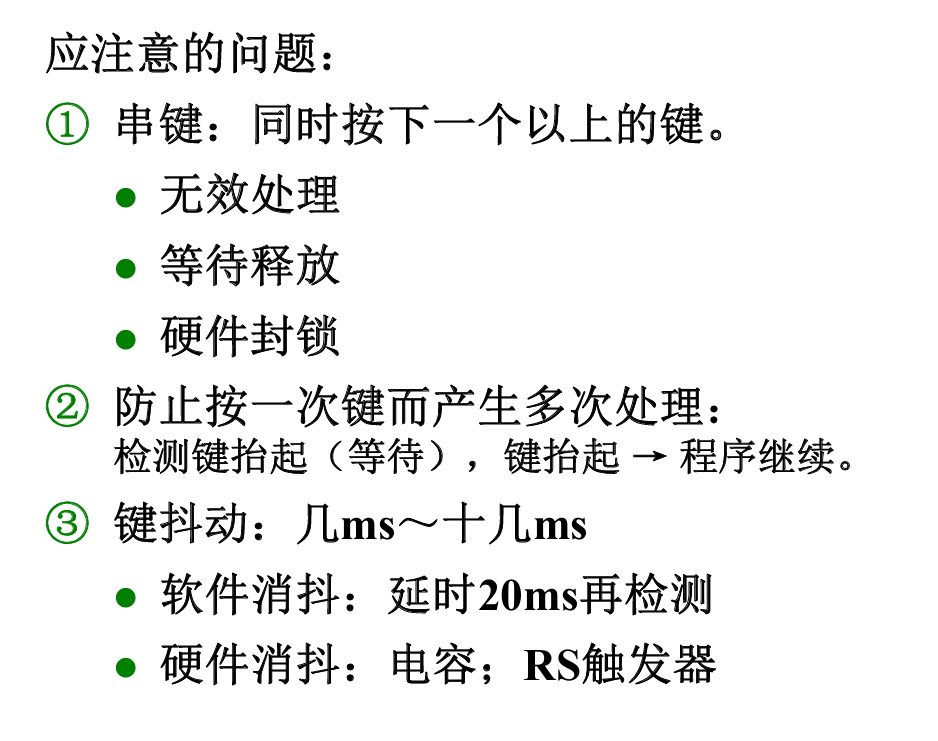 应注意的问题：
① 串键：同时按下一个以上的键。
● 无效处理
● 等待释放
● 硬件封锁
② 防止按一次键而产生多次处理：
检测键抬起（等待），键抬起 → 程序继续。
③ 键抖动：几ms～十几ms
● 软件消抖：延时20ms再检测
● 硬件消抖：电容；RS触发器